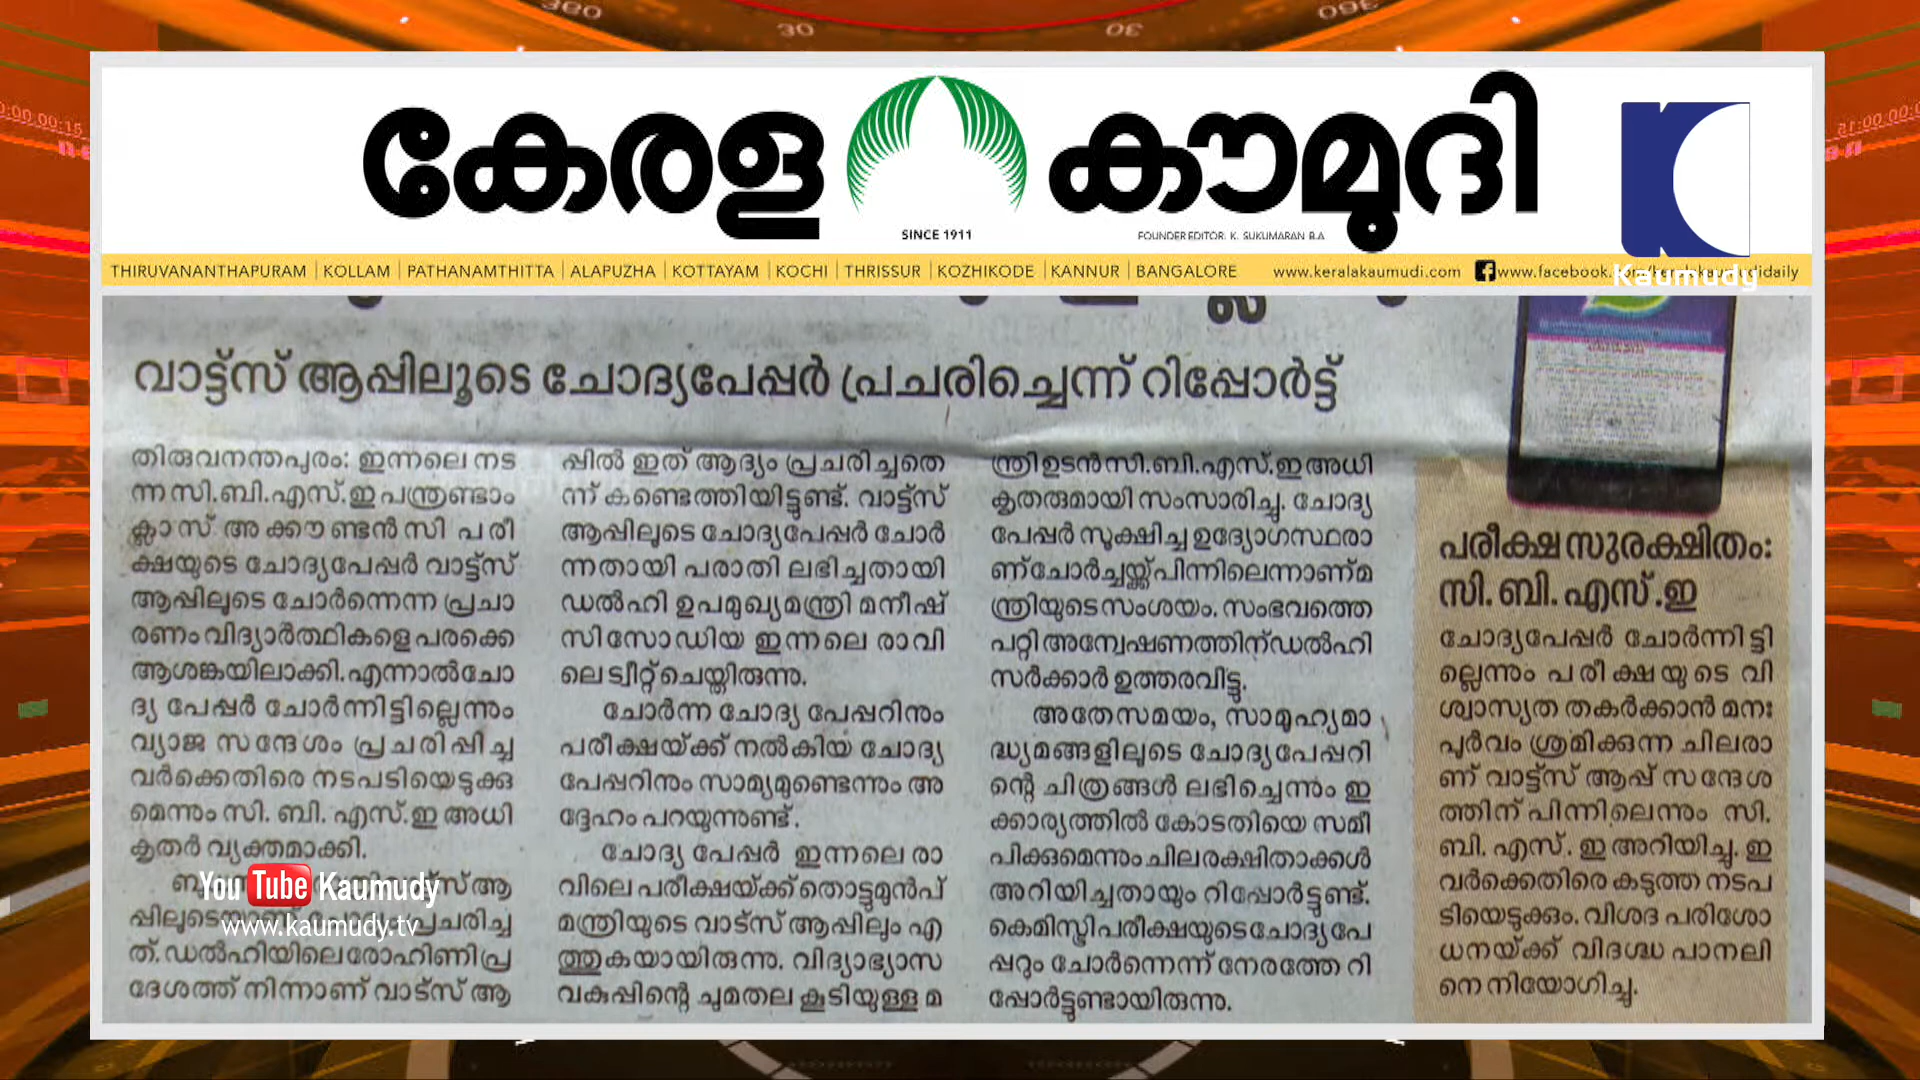 കേരള കൗമുദി
SINCE 1911
FOUNDER EDITOR: K. SUKUMARAN B.A
Kaumudy
THIRUVANANTHAPURAM | KOLLAM | PATHANAMTHITTA | ALAPUZHA | KOTTAYAM | KOCHI | THRISSUR | KOZHIKODE | KANNUR | BANGALORE www.keralakaumudi.com
വാട്ട്സ് ആപ്പിലൂടെ ചോദ്യപേപ്പർ പ്രചരിച്ചെന്ന് റിപ്പോർട്ട്
തിരുവനന്തപുരം: ഇന്നലെ നട
ന്ന സി.ബി.എസ്.ഇ പന്ത്രണ്ടാം
ക്ലാസ് അക്കൗണ്ടൻസി പരീ
ക്ഷയുടെ ചോദ്യപേപ്പർ വാട്ട്സ്
ആപ്പിലൂടെ ചോർന്നെന്ന പ്രചാ
രണം വിദ്യാർത്ഥികളെ പരക്കെ
ആശങ്കയിലാക്കി. എന്നാൽ ചോ
ദ്യ പേപ്പർ ചോർന്നിട്ടില്ലെന്നും
വ്യാജ സന്ദേശം പ്രചരിപ്പിച്ച
വർക്കെതിരെ നടപടിയെടുക്കു
മെന്നും സി. ബി. എസ്.ഇ അധി
കൃതർ വ്യക്തമാക്കി.
പ്രചരിച്ച
ത്. ഡൽഹിയിലെ രോഹിണി പ്ര
ദേശത്ത് നിന്നാണ് വാട്സ് ആ
പ്പിൽ ഇത് ആദ്യം പ്രചരിച്ചതെ
ന്ന് കണ്ടെത്തിയിട്ടുണ്ട്. വാട്ട്സ്
ആപ്പിലൂടെ ചോദ്യപേപ്പർ ചോർ
ന്നതായി പരാതി ലഭിച്ചതായി
ഡൽഹി ഉപമുഖ്യമന്ത്രി മനീഷ്
സിസോഡിയ ഇന്നലെ രാവി
ലെ ട്വീറ്റ് ചെയ്തിരുന്നു.
ചോർന്ന ചോദ്യ പേപ്പറിനും
പരീക്ഷയ്ക്ക് നൽകിയ ചോദ്യ
പേപ്പറിനും സാമ്യമുണ്ടെന്നും അ
ദ്ദേഹം പറയുന്നുണ്ട്.
ചോദ്യ പേപ്പർ ഇന്നലെ രാ
വിലെ പരീക്ഷയ്ക്ക് തൊട്ടുമുൻപ്
മന്ത്രിയുടെ വാട്സ് ആപ്പിലും എ
ത്തുകയായിരുന്നു. വിദ്യാഭ്യാസ
വകുപ്പിന്റെ ചുമതല കൂടിയുള്ള മ
ന്ത്രി ഉടൻ സി.ബി.എസ്.ഇ അധി
കൃതരുമായി സംസാരിച്ചു. ചോദ്യ
പേപ്പർ സൂക്ഷിച്ച ഉദ്യോഗസ്ഥരാ
ണ് ചോർച്ചയ്ക്ക് പിന്നിലെന്നാണ് മ
ന്ത്രിയുടെ സംശയം. സംഭവത്തെ
പറ്റി അന്വേഷണത്തിന് ഡൽഹി
സർക്കാർ ഉത്തരവിട്ടു.
അതേസമയം, സാമൂഹ്യമാ
ദ്ധ്യമങ്ങളിലൂടെ ചോദ്യപേപ്പറി
ന്റെ ചിത്രങ്ങൾ ലഭിച്ചെന്നും ഇ
ക്കാര്യത്തിൽ കോടതിയെ സമീ
പിക്കുമെന്നും ചില രക്ഷിതാക്കൾ
അറിയിച്ചതായും റിപ്പോർട്ടുണ്ട്.
കെമിസ്ട്രി പരീക്ഷയുടെ ചോദ്യപേ
പ്പറും ചോർന്നെന്ന് നേരത്തേ റി
പ്പോർട്ടുണ്ടായിരുന്നു.
പരീക്ഷ സുരക്ഷിതം:
സി. ബി. എസ് .ഇ
ചോദ്യപേപ്പർ ചോർന്നിട്ടി
ല്ലെന്നും പരീക്ഷയുടെ വി
ശ്വാസ്യത തകർക്കാൻ മനഃ
പൂർവം ശ്രമിക്കുന്ന ചിലരാ
ണ് വാട്ട്സ് ആപ്പ് സന്ദേശ
ത്തിന് പിന്നിലെന്നും സി.
ബി. എസ്. ഇ അറിയിച്ചു. ഇ
വർക്കെതിരെ കടുത്ത നടപ
ടിയെടുക്കും. വിശദ പരിശോ
ധനയ്ക്ക് വിദഗ്ദ്ധ പാനലി
നെ നിയോഗിച്ചു.
YouTube Kaumudy
www.kaumudy.tv